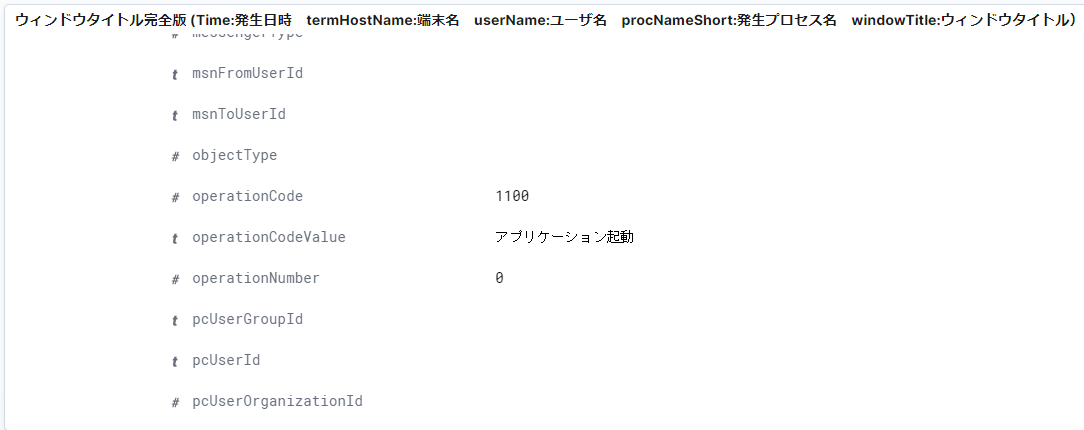 ウィンドウタイトル完全版 (Time:発生日時　termHostName:端末名　userName:ユーザ名　procNameShort:発生プロセス名　windowTitle:ウィンドウタイトル)
# messengerType
t msnFromUserId
t msnToUserId
# objectType
# operationCode 1100
t operationCodeValue アプリケーション起動
# operationNumber 0
t pcUserGroupId
t pcUserId
# pcUserOrganizationId